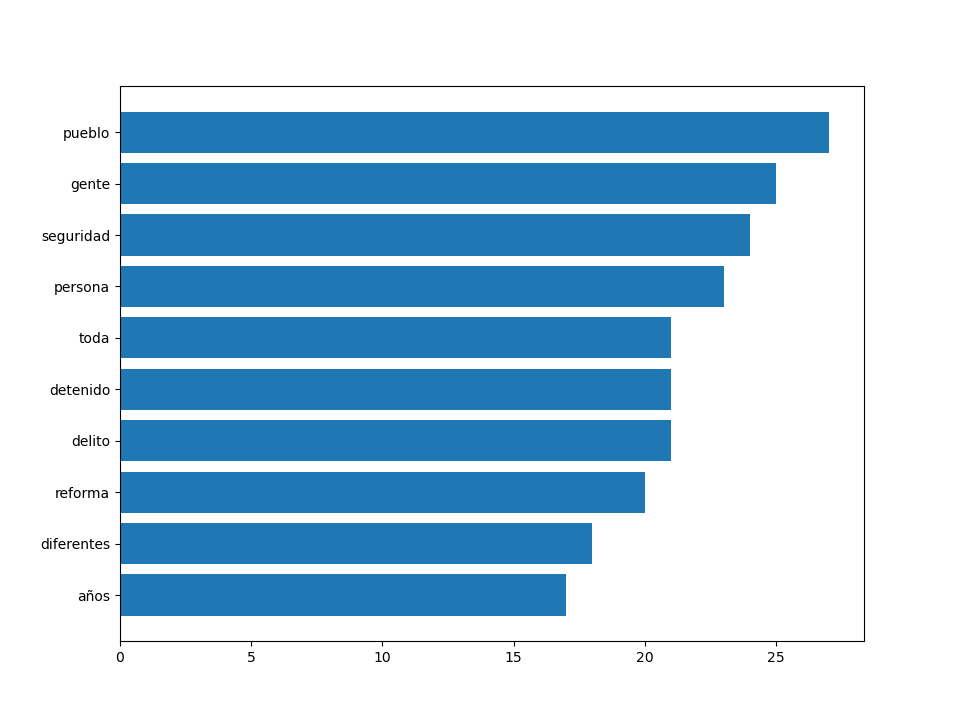 pueblo
gente
seguridad
persona
toda
detenido
delito
reforma
diferentes
años
0 5 10 15 20 25